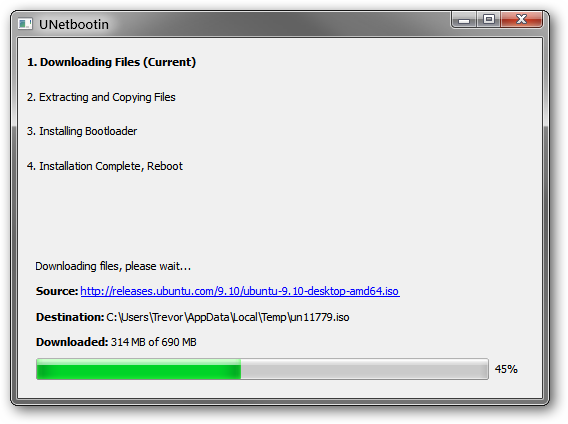 UNetbootin
1. Downloading Files (Current)
2. Extracting and Copying Files
3. Installing Bootloader
4. Installation Complete, Reboot
Downloading files, please wait...
Source: http://releases.ubuntu.com/9.10/ubuntu-9.10-desktop-amd64.iso
Destination: C:\Users\Trevor\AppData\Local\Temp\un11779.iso
Downloaded: 314 MB of 690 MB
45%